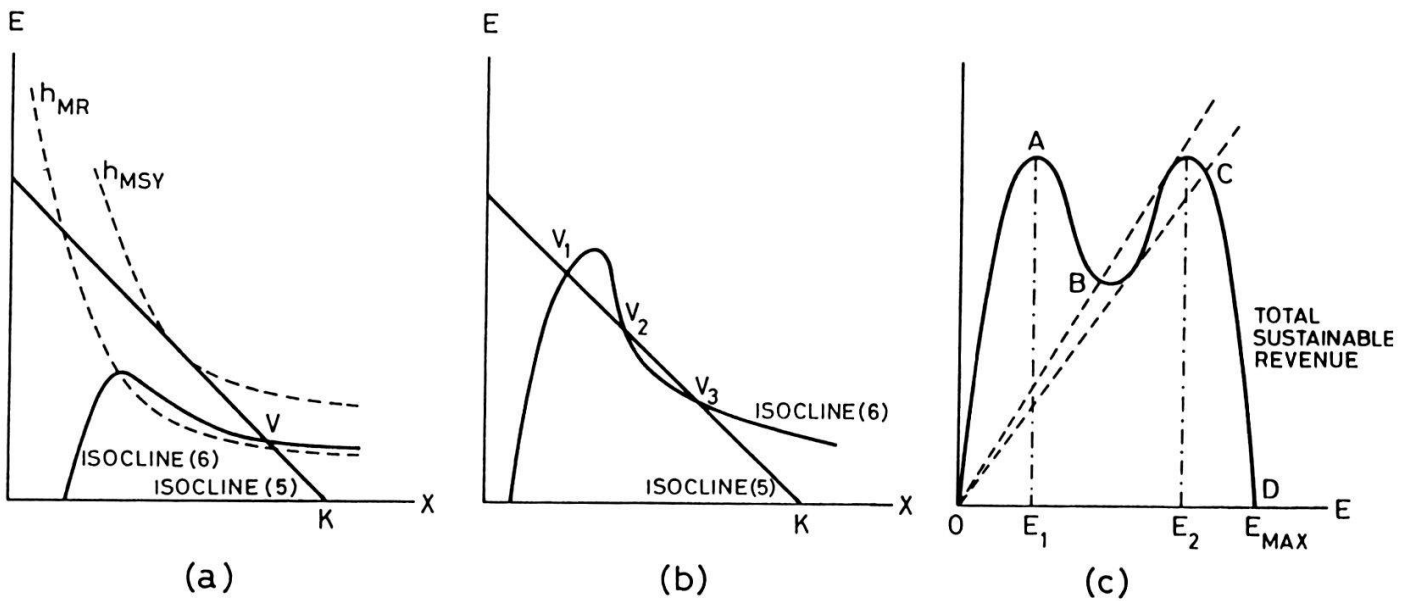 E
h_MR
h_MSY
V
ISOCLINE(6)
ISOCLINE(5)
K
X
(a)
E
V_1
V_2
V_3
ISOCLINE(6)
ISOCLINE(5)
K
X
(b)
A
C
B
TOTAL
SUSTAINABLE
REVENUE
D
E
O
E_1
E_2
E_MAX
(c)